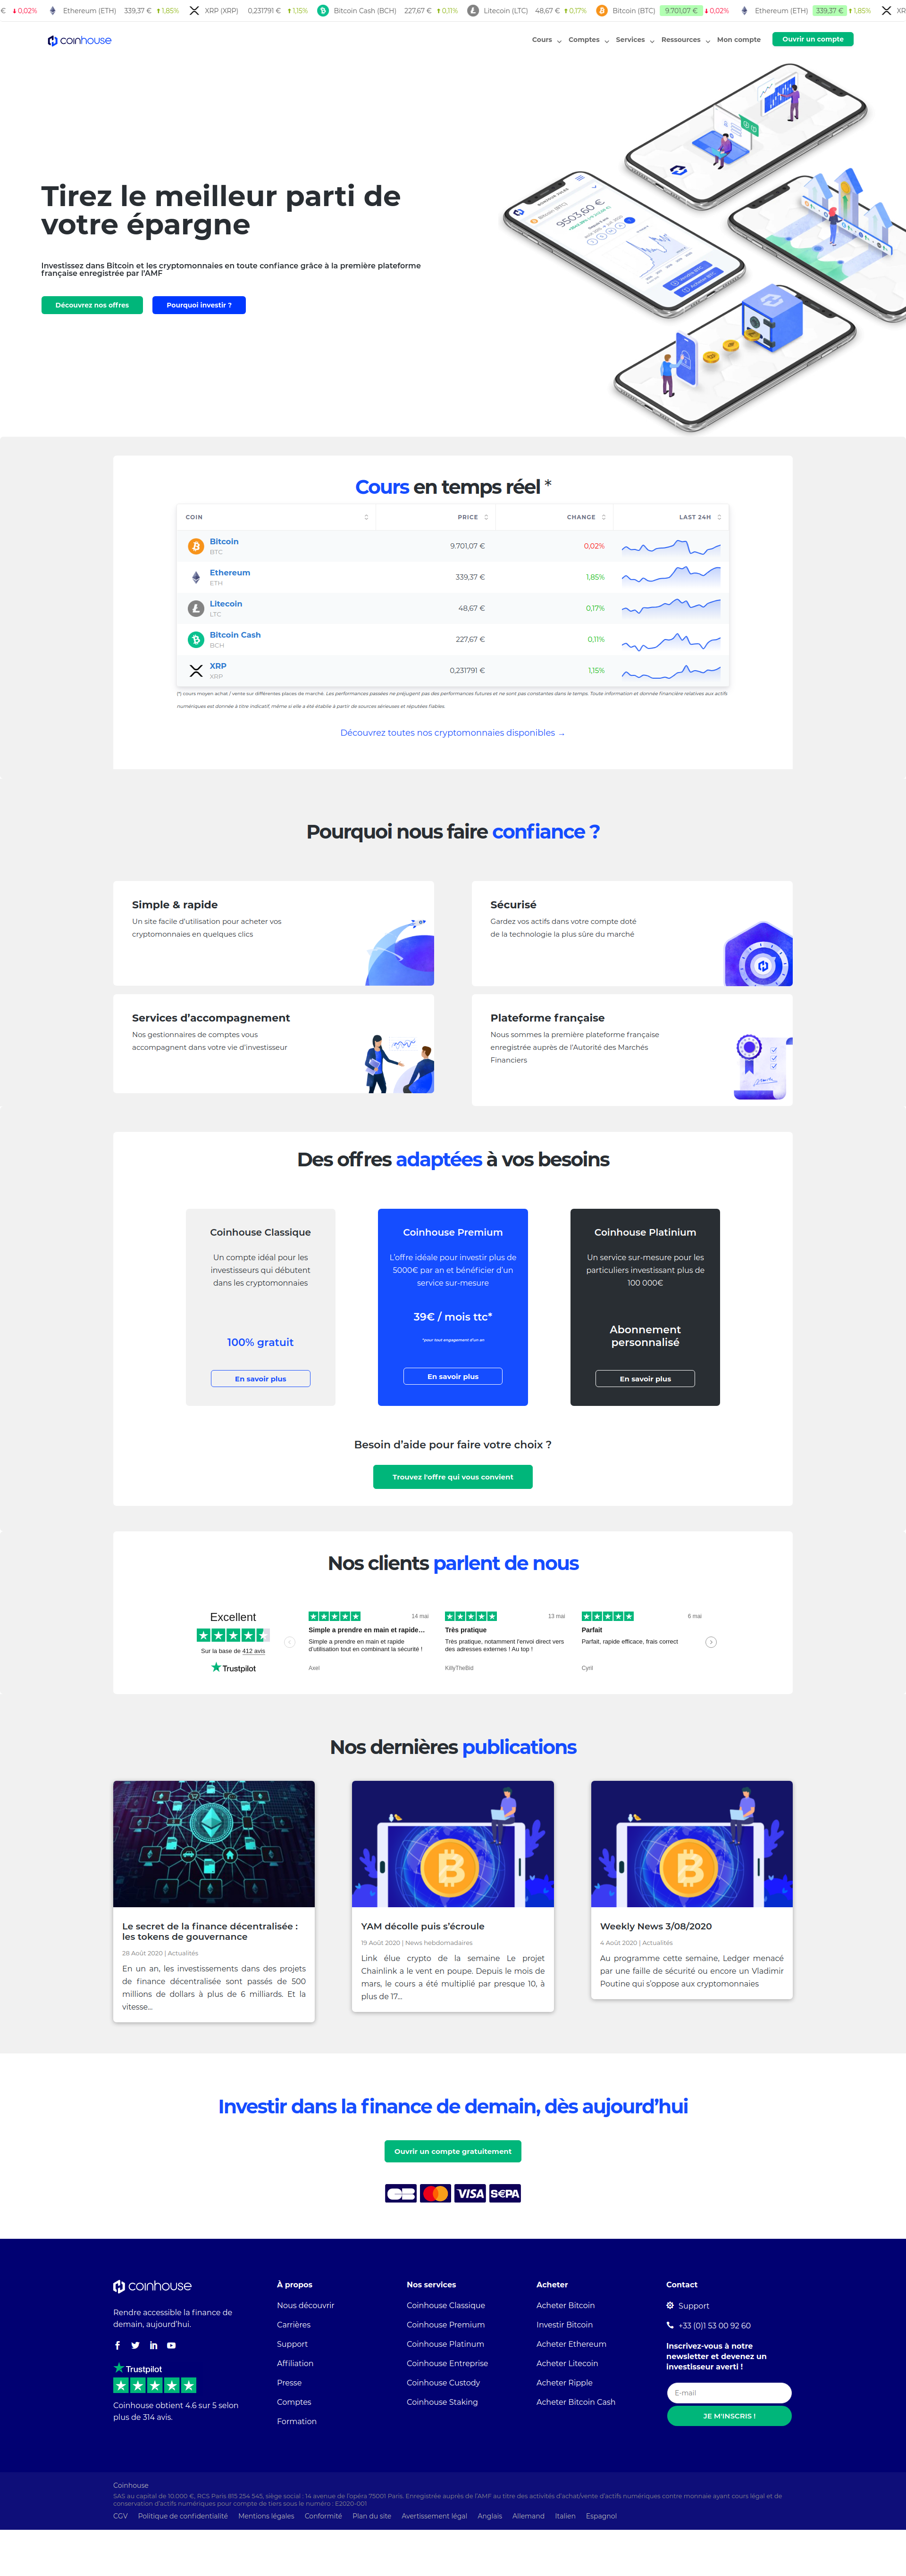 € 0,02% Ethereum (ETH) 339,37 € 1,85% XRP (XRP) 0,231791 € 1,15% Bitcoin Cash (BCH) 227,67 € 0,11% Litecoin (LTC) 48,67 € 0,17% Bitcoin (BTC) 9.701,07 € 0,02% Ethereum (ETH) 339,37 € 1,85% XR
coinhouse
Cours Comptes Services Ressources Mon compte Ouvrir un compte
Tirez le meilleur parti de
votre épargne
Investissez dans Bitcoin et les cryptomonnaies en toute confiance grâce à la première plateforme
française enregistrée par l'AMF
Découvrez nos offres Pourquoi investir ?
Bitcoin (BTC)
9503,60 €
Cours en temps réel *
COIN PRICE CHANGE LAST 24H
Bitcoin
BTC
9.701,07 € 0,02%
Ethereum
ETH
339,37 € 1,85%
Litecoin
LTC
48,67 € 0,17%
Bitcoin Cash
BCH
227,67 € 0,11%
XRP
XRP
0,231791 € 1,15%
(*) cours moyen achat / vente sur différentes places de marché. Les performances passées ne préjugent pas des performances futures et ne sont pas constantes dans le temps. Toute information et donnée financière relatives aux actifs
numériques est donnée à titre indicatif, même si elle a été établie à partir de sources sérieuses et réputées fiables.
Découvrez toutes nos cryptomonnaies disponibles →
Pourquoi nous faire confiance ?
Simple & rapide
Un site facile d'utilisation pour acheter vos
cryptomonnaies en quelques clics
Sécurisé
Gardez vos actifs dans votre compte doté
de la technologie la plus sûre du marché
Services d'accompagnement
Nos gestionnaires de comptes vous
accompagnent dans votre vie d'investisseur
Plateforme française
Nous sommes la première plateforme française
enregistrée auprès de l'Autorité des Marchés
Financiers
Des offres adaptées à vos besoins
Coinhouse Classique
Un compte idéal pour les
investisseurs qui débutent
dans les cryptomonnaies
100% gratuit
En savoir plus
Coinhouse Premium
L'offre idéale pour investir plus de
5000€ par an et bénéficier d'un
service sur-mesure
39€ / mois ttc*
*pour tout engagement d'un an
En savoir plus
Coinhouse Platinium
Un service sur-mesure pour les
particuliers investissant plus de
100 000€
Abonnement
personnalisé
En savoir plus
Besoin d'aide pour faire votre choix ?
Trouvez l'offre qui vous convient
Nos clients parlent de nous
Excellent
Sur la base de 412 avis
Trustpilot
14 mai
Simple a prendre en main et rapide...
Simple a prendre en main et rapide
d'utilisation tout en combinant la sécurité !
Axel
13 mai
Très pratique
Très pratique, notamment l'envoi direct vers
des adresses externes ! Au top !
KillyTheBid
6 mai
Parfait
Parfait, rapide efficace, frais correct
Cyril
Nos dernières publications
Le secret de la finance décentralisée :
les tokens de gouvernance
28 Août 2020 | Actualités
En un an, les investissements dans des projets
de finance décentralisée sont passés de 500
millions de dollars à plus de 6 milliards. Et la
vitesse...
YAM décolle puis s'écroule
19 Août 2020 | News hebdomadaires
Link élue crypto de la semaine Le projet
Chainlink a le vent en poupe. Depuis le mois de
mars, le cours a été multiplié par presque 10, à
plus de 17...
Weekly News 3/08/2020
4 Août 2020 | Actualités
Au programme cette semaine, Ledger menacé
par une faille de sécurité ou encore un Vladimir
Poutine qui s'oppose aux cryptomonnaies
Investir dans la finance de demain, dès aujourd'hui
Ouvrir un compte gratuitement
CB VISA S€PA
coinhouse
Rendre accessible la finance de
demain, aujourd'hui.
Trustpilot
Coinhouse obtient 4.6 sur 5 selon
plus de 314 avis.
À propos
Nous découvrir
Carrières
Support
Affiliation
Presse
Comptes
Formation
Nos services
Coinhouse Classique
Coinhouse Premium
Coinhouse Platinum
Coinhouse Entreprise
Coinhouse Custody
Coinhouse Staking
Acheter
Acheter Bitcoin
Investir Bitcoin
Acheter Ethereum
Acheter Litecoin
Acheter Ripple
Acheter Bitcoin Cash
Contact
Support
+33 (0)1 53 00 92 60
Inscrivez-vous à notre
newsletter et devenez un
investisseur averti !
E-mail
JE M'INSCRIS !
Coinhouse
SAS au capital de 10.000 €, RCS Paris 815 254 545, siège social : 14 avenue de l'opéra 75001 Paris. Enregistrée auprès de l'AMF au titre des activités d'achat/vente d'actifs numériques contre monnaie ayant cours légal et de
conservation d'actifs numériques pour compte de tiers sous le numéro : E2020-001
CGV Politique de confidentialité Mentions légales Conformité Plan du site Avertissement légal Anglais Allemand Italien Espagnol